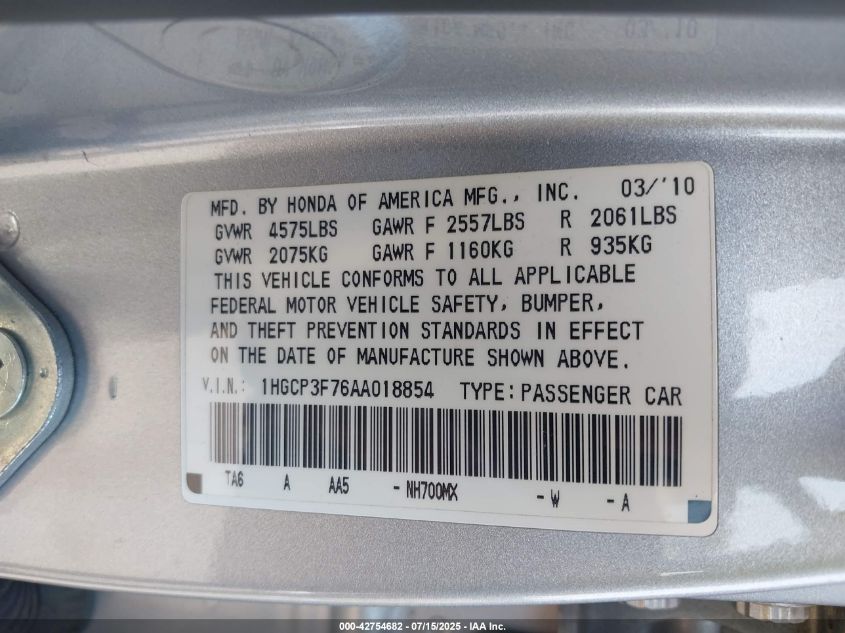 MFD. BY HONDA OF AMERICA MFG., INC. 03/'10
GVWR 4575LBS GAWR F 2557LBS R 2061LBS
GVWR 2075KG GAWR F 1160KG R 935KG
THIS VEHICLE CONFORMS TO ALL APPLICABLE
FEDERAL MOTOR VEHICLE SAFETY, BUMPER,
AND THEFT PREVENTION STANDARDS IN EFFECT
ON THE DATE OF MANUFACTURE SHOWN ABOVE.
V.I.N.: 1HGCP3F76AA018854 TYPE: PASSENGER CAR
TA6 A AA5 - NH700MX - W - A
000-42754682 - 07/15/2025 - IAA Inc.